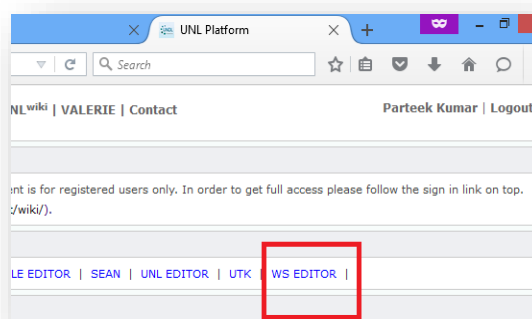 UNL Platform
Search
NLwiki | VALERIE | Contact Parteek Kumar | Logout
ent is for registered users only. In order to get full access please follow the sign in link on top.
:/wiki/).
LE EDITOR | SEAN | UNL EDITOR | UTK | WS EDITOR |